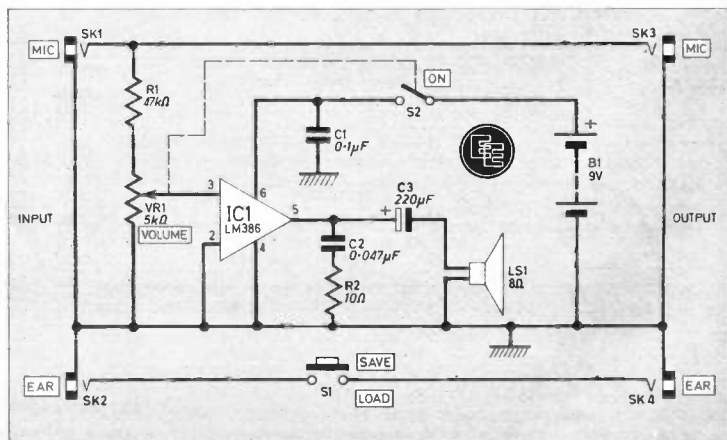 MIC
SK1
SK3
MIC
R1
47kΩ
ON
S2
C1
0·1µF
+
B1
9V
INPUT
VR1
5kΩ
VOLUME
3
6
IC1
LM386
5
2
4
+
C3
220µF
C2
0·047µF
R2
10Ω
LS1
8Ω
OUTPUT
EAR
SK2
SAVE
S1
LOAD
SK4
EAR